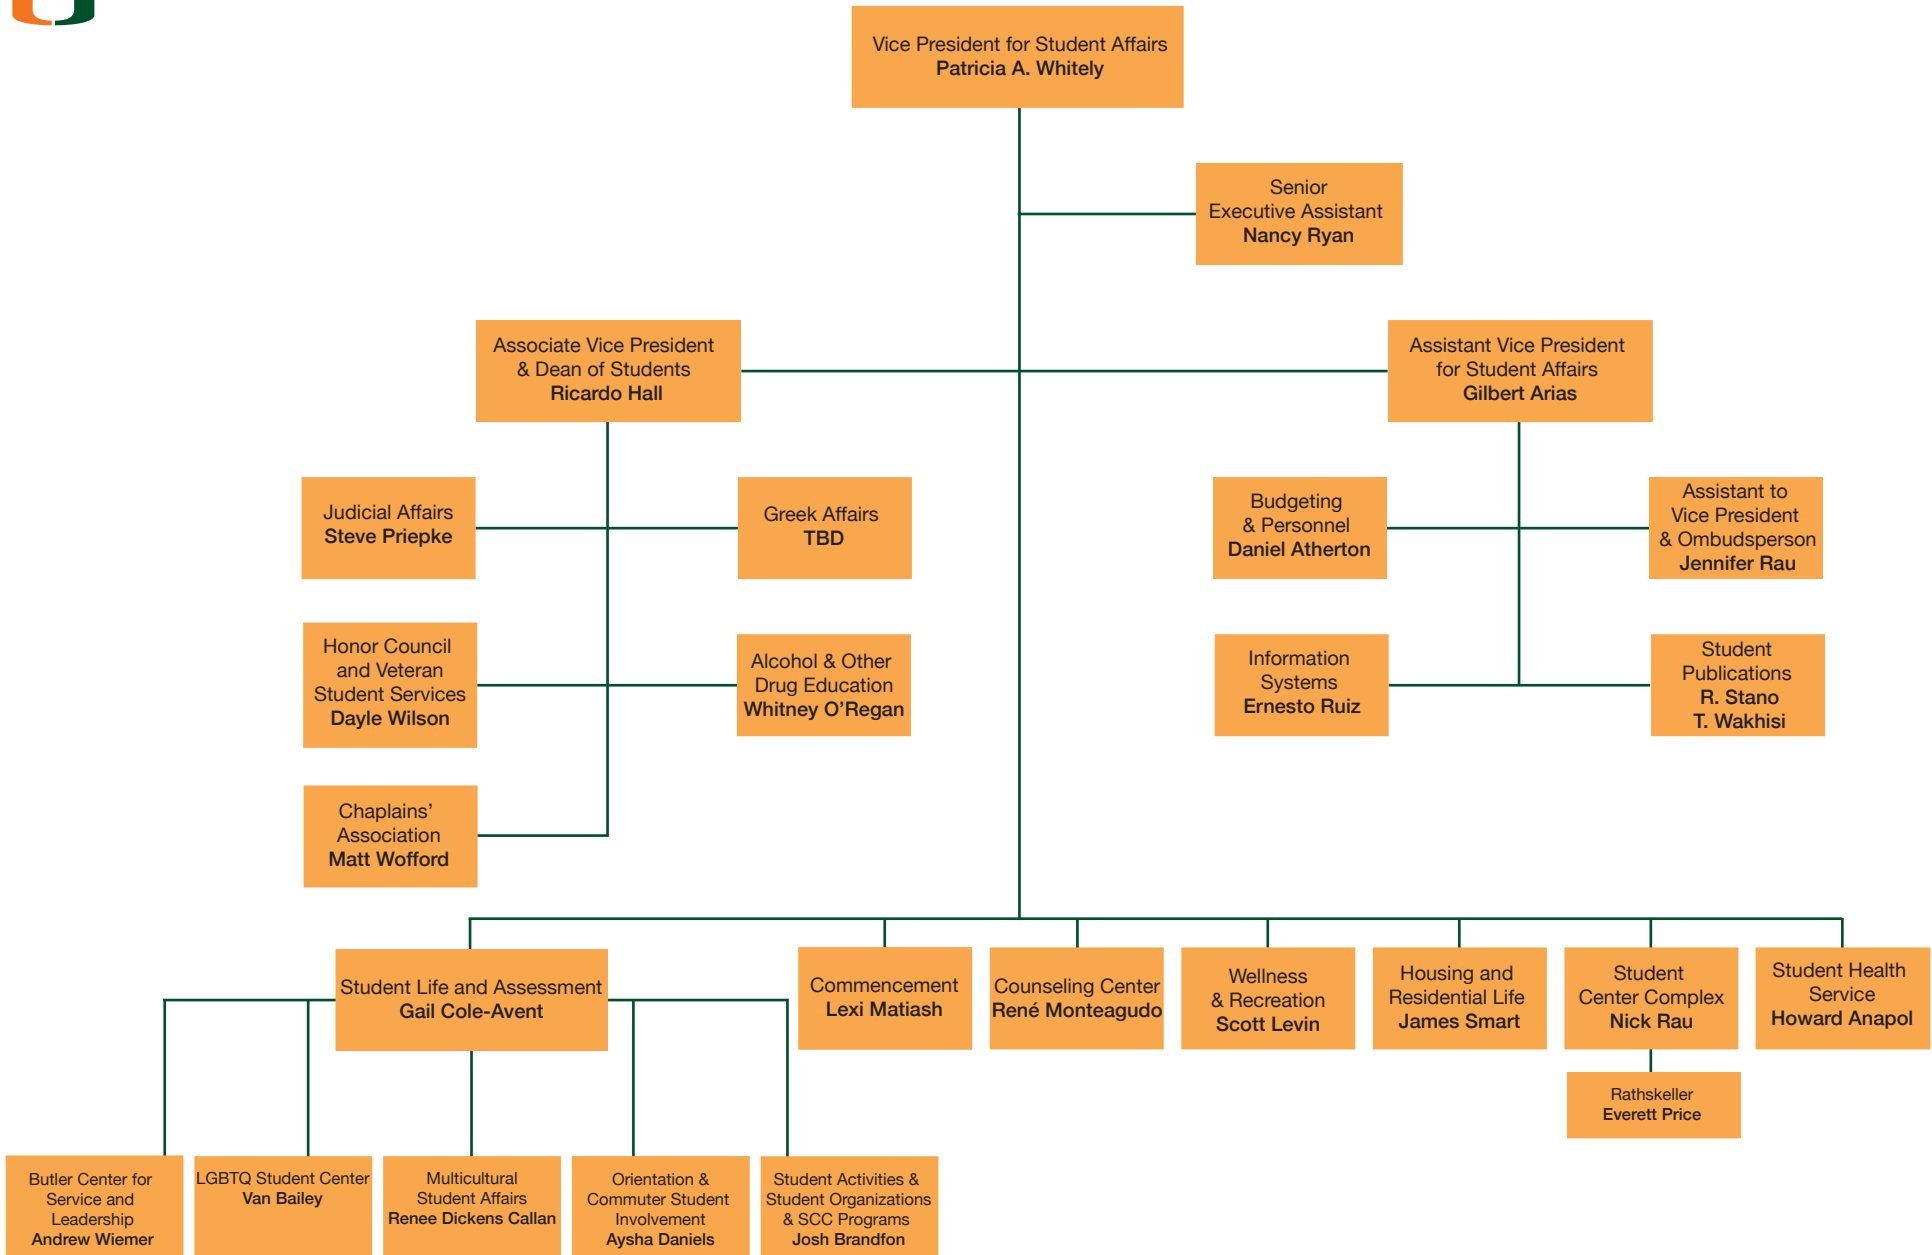 Vice President for Student Affairs
Patricia A. Whitely
Senior
Executive Assistant
Nancy Ryan
Associate Vice President
& Dean of Students
Ricardo Hall
Assistant Vice President
for Student Affairs
Gilbert Arias
Judicial Affairs
Steve Priepke
Greek Affairs
TBD
Budgeting
& Personnel
Daniel Atherton
Assistant to
Vice President
& Ombudsperson
Jennifer Rau
Honor Council
and Veteran
Student Services
Dayle Wilson
Alcohol & Other
Drug Education
Whitney O’Regan
Information
Systems
Ernesto Ruiz
Student
Publications
R. Stano
T. Wakhisi
Chaplains’
Association
Matt Wofford
Student Life and Assessment
Gail Cole-Avent
Commencement
Lexi Matiash
Counseling Center
René Monteagudo
Wellness
& Recreation
Scott Levin
Housing and
Residential Life
James Smart
Student
Center Complex
Nick Rau
Student Health
Service
Howard Anapol
Rathskeller
Everett Price
Butler Center for
Service and
Leadership
Andrew Wiemer
LGBTQ Student Center
Van Bailey
Multicultural
Student Affairs
Renee Dickens Callan
Orientation &
Commuter Student
Involvement
Aysha Daniels
Student Activities &
Student Organizations
& SCC Programs
Josh Brandfon